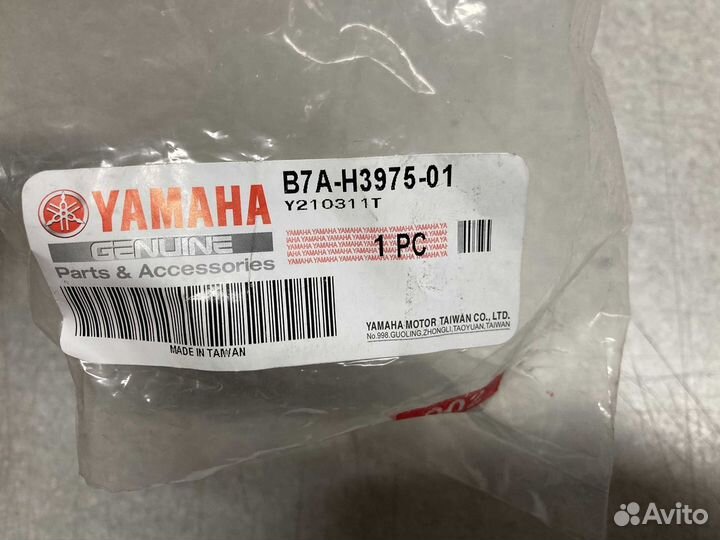 YAMAHA
GENUINE
Parts & Accessories
B7A-H3975-01
Y210311T
1 PC
MADE IN TAIWAN
YAMAHA MOTOR TAIWAN CO., LTD.
No.998,GUOLING,ZHONGLI,TAOYUAN,TAIWAN
Avito